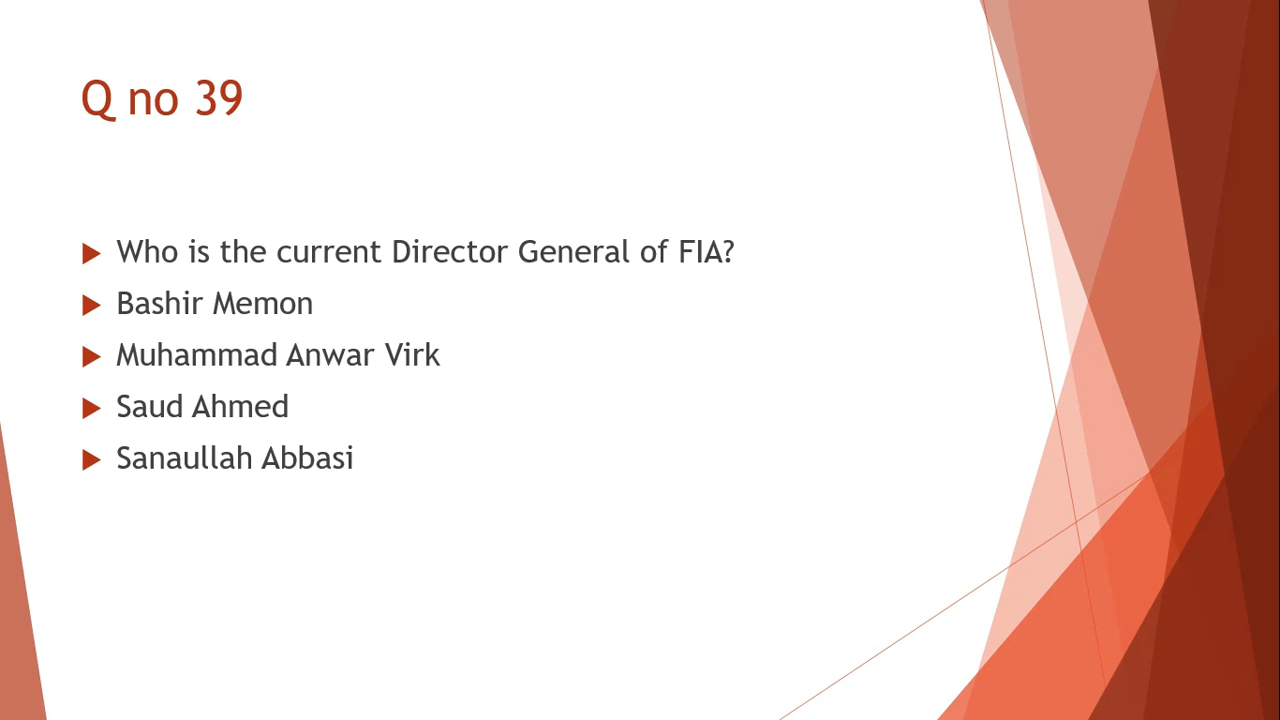 Q no 39
Who is the current Director General of FIA?
Bashir Memon
Muhammad Anwar Virk
Saud Ahmed
Sanaullah Abbasi